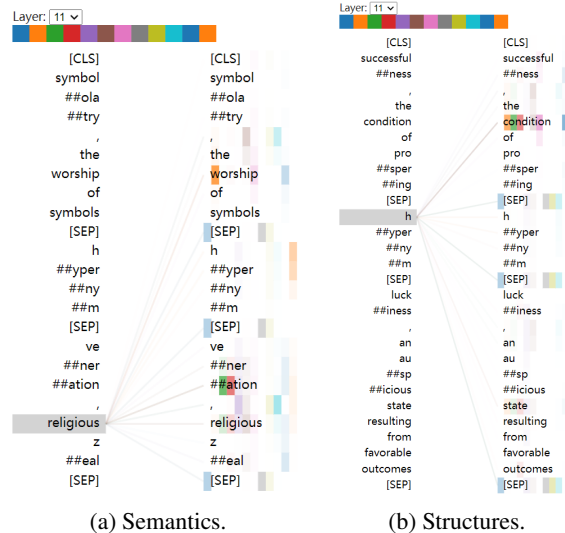 Layer: 11
[CLS] [CLS]
symbol symbol
##ola ##ola
##try ##try
, ,
the the
worship worship
of of
symbols symbols
[SEP] [SEP]
h h
##yper ##yper
##ny ##ny
##m ##m
[SEP] [SEP]
ve ve
##ner ##ner
##ation ##ation
, ,
religious religious
z z
##eal ##eal
[SEP] [SEP]
(a) Semantics.
Layer: 11
[CLS] [CLS]
successful successful
##ness ##ness
, ,
the the
condition condition
of of
pro pro
##sper ##sper
##ing ##ing
[SEP] [SEP]
h h
##yper ##yper
##ny ##ny
##m ##m
[SEP] [SEP]
luck luck
##iness ##iness
, ,
an an
au au
##sp ##sp
##icious ##icious
state state
resulting resulting
from from
favorable favorable
outcomes outcomes
[SEP] [SEP]
(b) Structures.